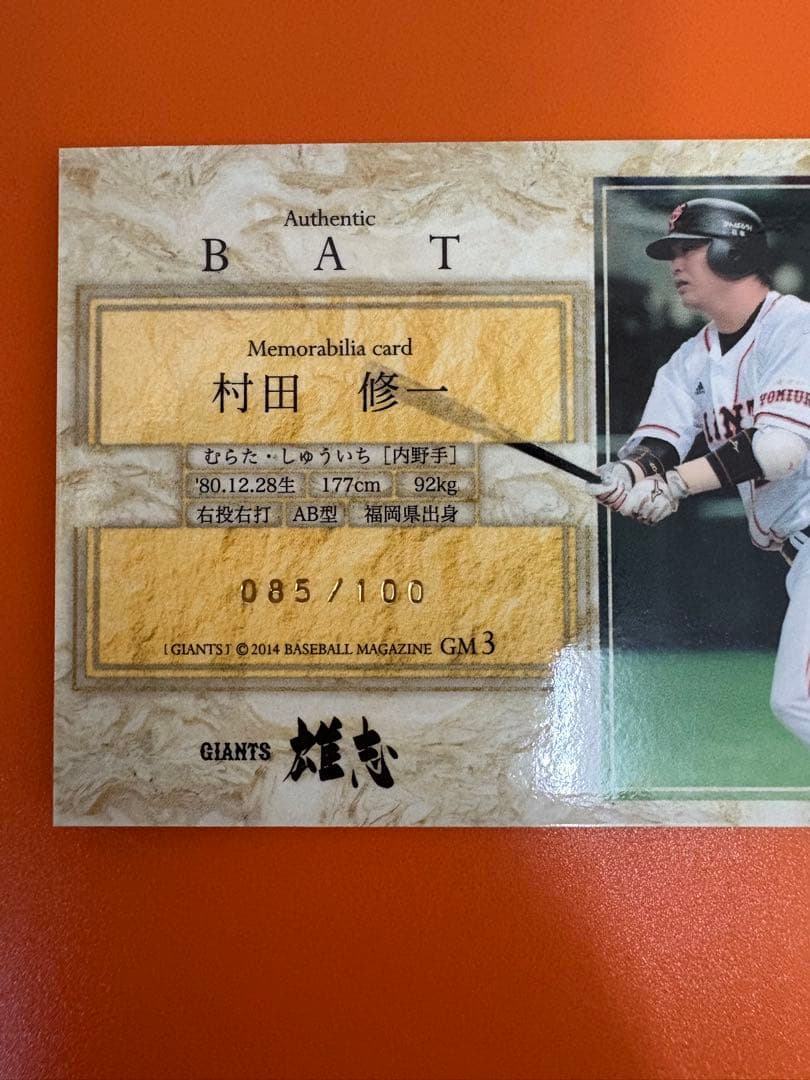 Authentic
BAT
Memorabilia card
村田 修一
むらた・しゅういち［内野手］
'80.12.28生 177cm 92kg
右投右打 AB型 福岡県出身
085/100
［GIANTS］©2014 BASEBALL MAGAZINE GM3
GIANTS 雄志
YOMIUR